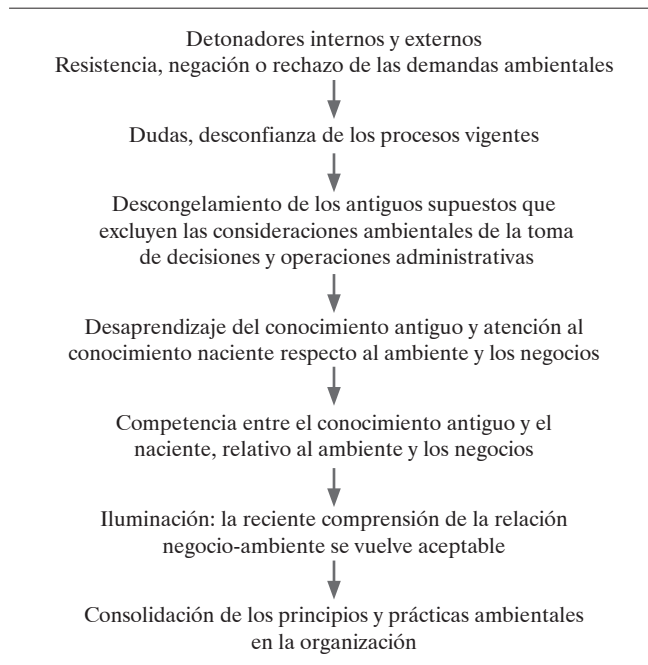 Detonadores internos y externos
Resistencia, negación o rechazo de las demandas ambientales
Dudas, desconfianza de los procesos vigentes
Descongelamiento de los antiguos supuestos que
excluyen las consideraciones ambientales de la toma
de decisiones y operaciones administrativas
Desaprendizaje del conocimiento antiguo y atención al
conocimiento naciente respecto al ambiente y los negocios
Competencia entre el conocimiento antiguo y el
naciente, relativo al ambiente y los negocios
Iluminación: la reciente comprensión de la relación
negocio-ambiente se vuelve aceptable
Consolidación de los principios y prácticas ambientales
en la organización